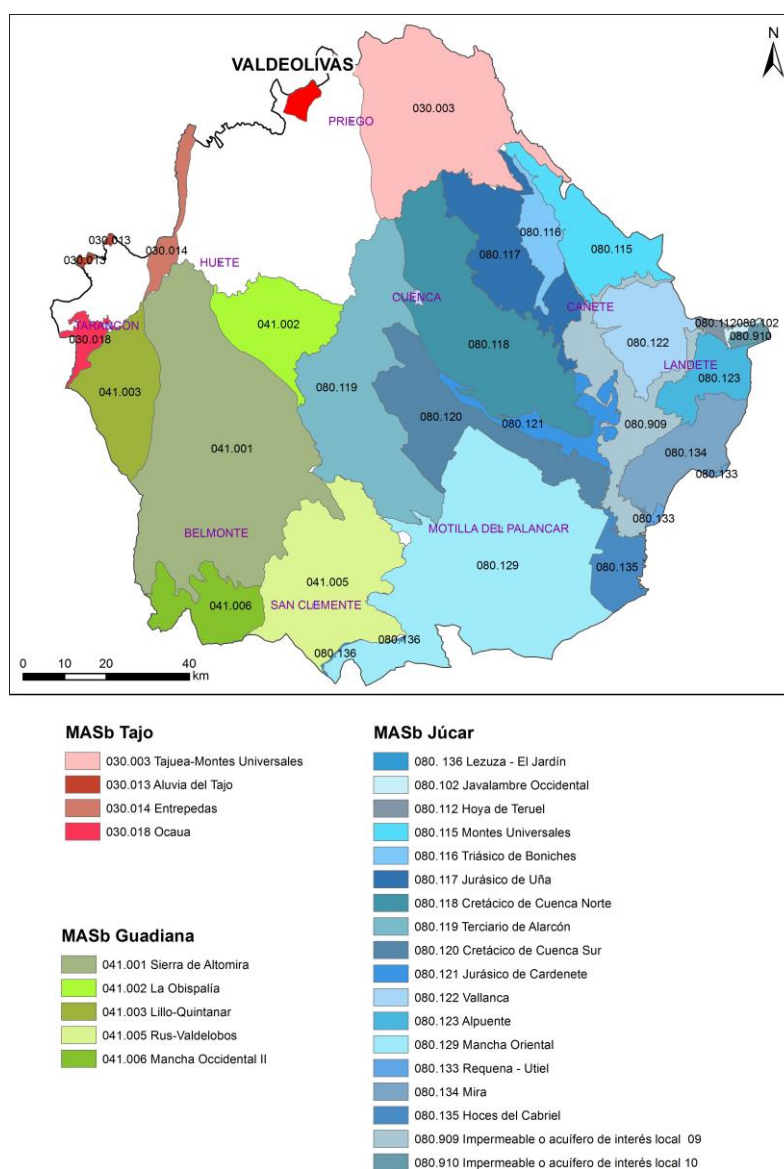 N
VALDEOLIVAS
PRIEGO
030.003
030.013
030.013
030.014
HUETE
080.116
080.117
080.115
CUENCA
CAÑETE
TARANCÓN
030.018
041.002
080.118
080.122
080.112
080.102
080.910
LANDETE
080.123
041.003
080.119
080.120
080.121
080.909
080.134
080.133
041.001
080.133
BELMONTE
MOTILLA DEL PALANCAR
080.129
080.135
041.005
041.006
SAN CLEMENTE
080.136
080.136
0 10 20 40
km
MASb Tajo
030.003 Tajuea-Montes Universales
030.013 Aluvia del Tajo
030.014 Entrepedas
030.018 Ocaua
MASb Guadiana
041.001 Sierra de Altomira
041.002 La Obispalía
041.003 Lillo-Quintanar
041.005 Rus-Valdelobos
041.006 Mancha Occidental II
MASb Júcar
080. 136 Lezuza - El Jardín
080.102 Javalambre Occidental
080.112 Hoya de Teruel
080.115 Montes Universales
080.116 Triásico de Boniches
080.117 Jurásico de Uña
080.118 Cretácico de Cuenca Norte
080.119 Terciario de Alarcón
080.120 Cretácico de Cuenca Sur
080.121 Jurásico de Cardenete
080.122 Vallanca
080.123 Alpuente
080.129 Mancha Oriental
080.133 Requena - Utiel
080.134 Mira
080.135 Hoces del Cabriel
080.909 Impermeable o acuífero de interés local 09
080.910 Impermeable o acuífero de interés local 10